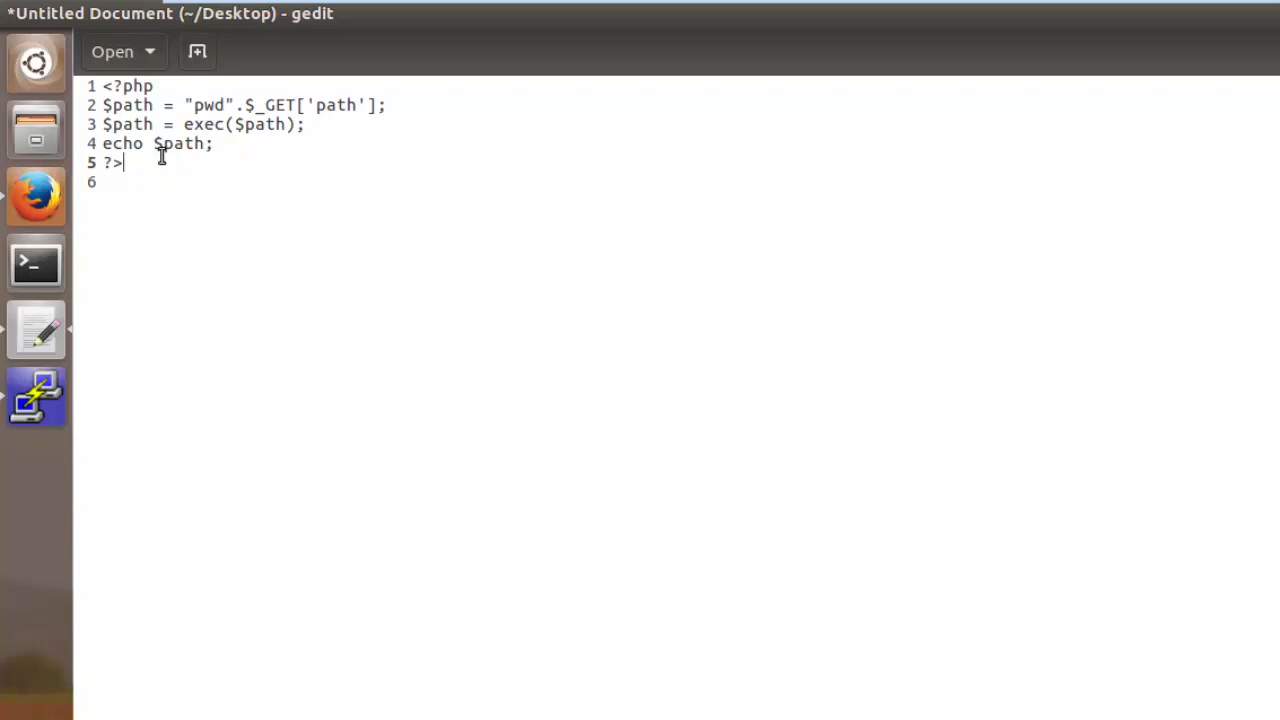 *Untitled Document (~/Desktop) - gedit
Open
1 <?php
2 $path = "pwd".$_GET['path'];
3 $path = exec($path);
4 echo $path;
5 ?>
6
>_